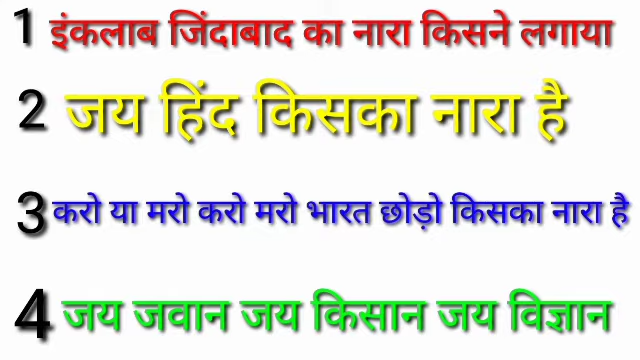 1 इंकलाब जिंदाबाद का नारा किसने लगाया
2 जय हिंद किसका नारा है
3 करो या मरो करो मरो भारत छोड़ो किसका नारा है
4 जय जवान जय किसान जय विज्ञान